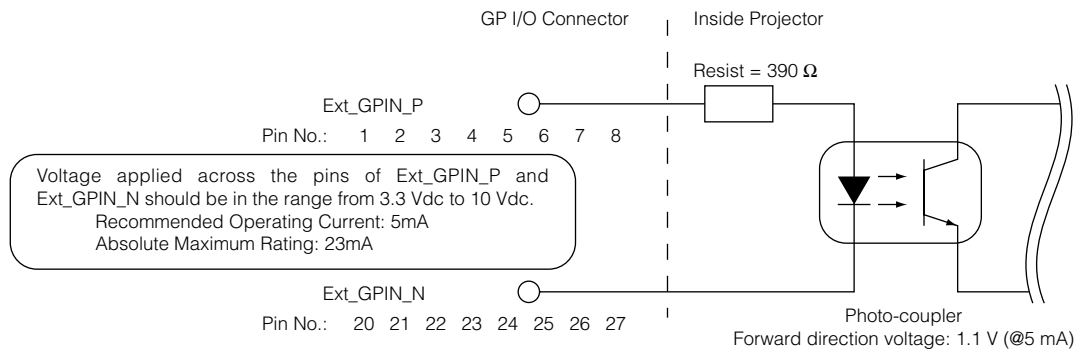 GP I/O Connector
Inside Projector
Resist = 390 Ω
Ext_GPIN_P
Pin No.: 1 2 3 4 5 6 7 8
Voltage applied across the pins of Ext_GPIN_P and
Ext_GPIN_N should be in the range from 3.3 Vdc to 10 Vdc.
Recommended Operating Current: 5mA
Absolute Maximum Rating: 23mA
Ext_GPIN_N
Pin No.: 20 21 22 23 24 25 26 27
Photo-coupler
Forward direction voltage: 1.1 V (@5 mA)